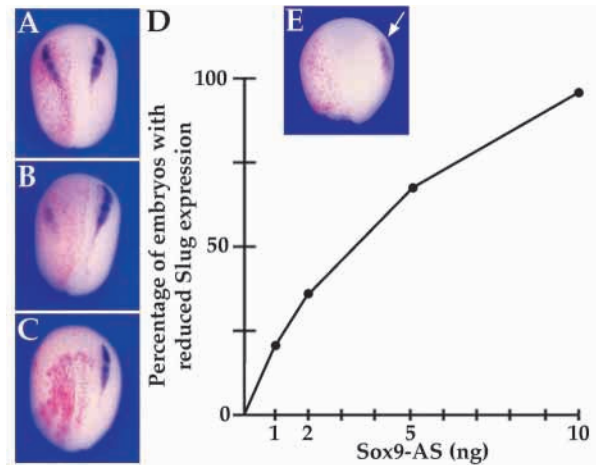 A
B
C
D
E
Percentage of embryos with
reduced Slug expression
100
50
0
1 2 5 10
Sox9-AS (ng)